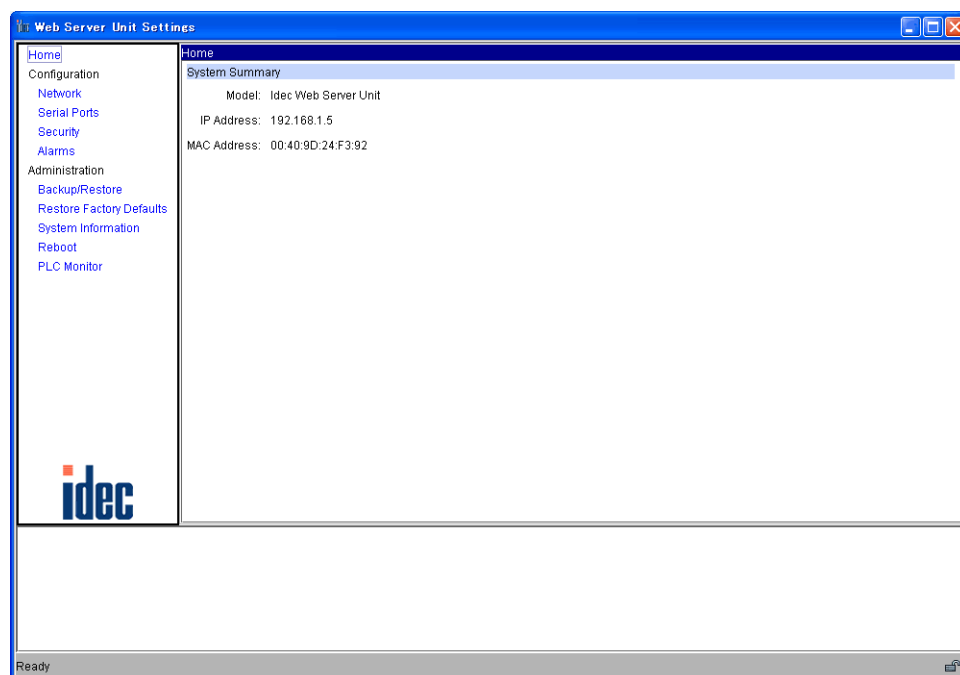 Web Server Unit Settings
Home
Configuration
Network
Serial Ports
Security
Alarms
Administration
Backup/Restore
Restore Factory Defaults
System Information
Reboot
PLC Monitor
idec
Home
System Summary
Model: Idec Web Server Unit
IP Address: 192.168.1.5
MAC Address: 00:40:9D:24:F3:92
Ready